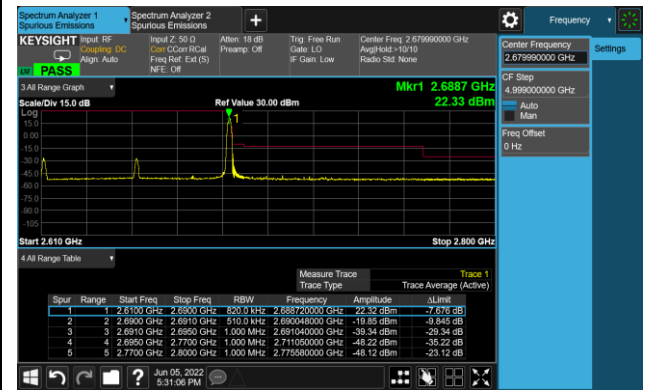 Spectrum Analyzer 1
Spurious Emissions
Spectrum Analyzer 2
Spurious Emissions
+
Frequency
KEYSIGHT
Input: RF
Coupling: DC
Align: Auto
Input Z: 50 Ω
Corr CCorr RCal
Freq Ref: Ext (S)
NFE: Off
Atten: 18 dB
Preamp: Off
Trig: Free Run
Gate: LO
IF Gain: Low
Center Freq: 2.679990000 GHz
Avg|Hold:>10/10
Radio Std: None
PASS
Center Frequency
2.679990000 GHz
Settings
CF Step
4.999000000 GHz
Auto
Man
Freq Offset
0 Hz
3 All Range Graph
Mkr1 2.6887 GHz
22.33 dBm
Scale/Div 15.0 dB
Ref Value 30.00 dBm
Log
15.0
0.00
-15.0
-30.0
-45.0
-60.0
-75.0
-90.0
-105
1
Start 2.610 GHz
Stop 2.800 GHz
4 All Range Table
Measure Trace Trace 1
Trace Type Trace Average (Active)
Spur Range Start Freq Stop Freq RBW Frequency Amplitude ΔLimit
1 1 2.6100 GHz 2.6900 GHz 820.0 kHz 2.688720000 GHz 22.32 dBm -7.676 dB
2 2 2.6900 GHz 2.6910 GHz 510.0 kHz 2.690048000 GHz -19.85 dBm -9.845 dB
3 3 2.6910 GHz 2.6950 GHz 1.000 MHz 2.691040000 GHz -39.34 dBm -29.34 dB
4 4 2.6950 GHz 2.7700 GHz 1.000 MHz 2.711050000 GHz -48.22 dBm -35.22 dB
5 5 2.7700 GHz 2.8000 GHz 1.000 MHz 2.775580000 GHz -48.12 dBm -23.12 dB
?
Jun 05, 2022
5:31:06 PM